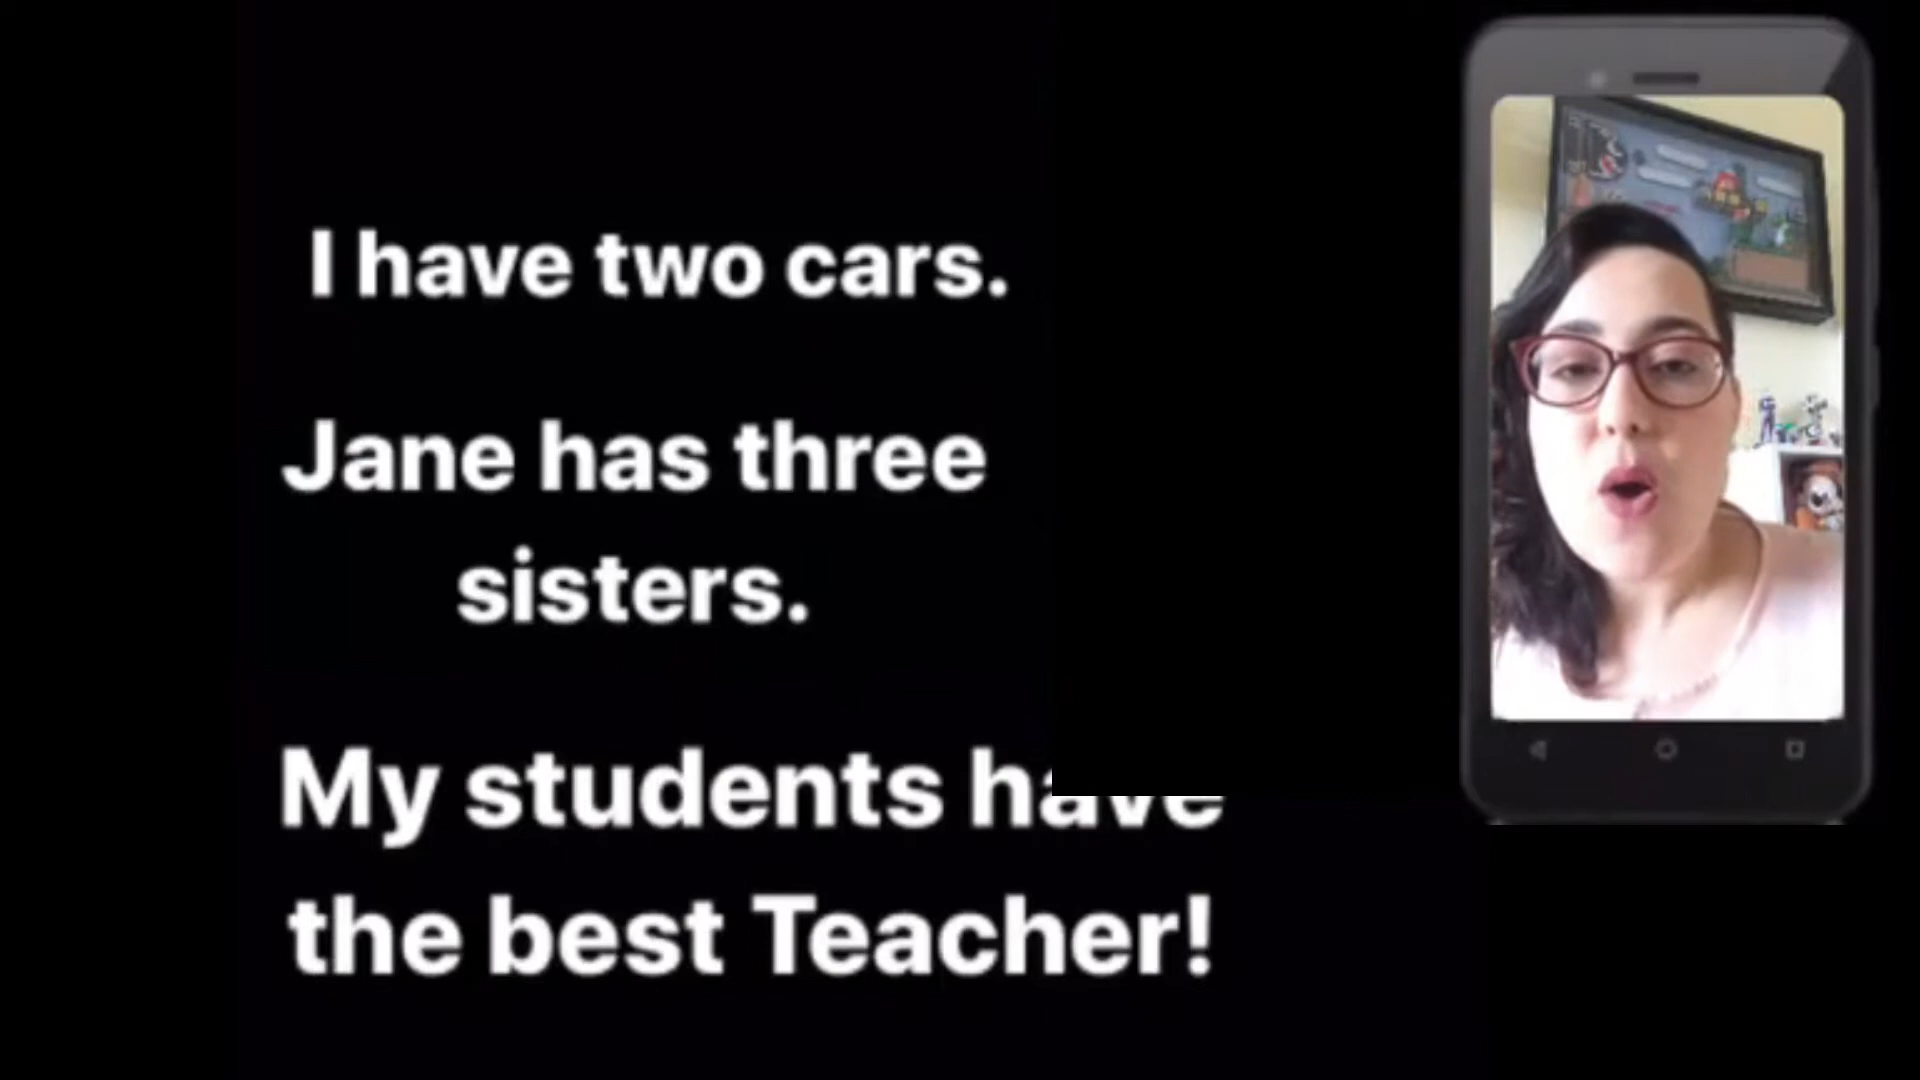 I have two cars.
Jane has three
sisters.
My students have
the best Teacher!